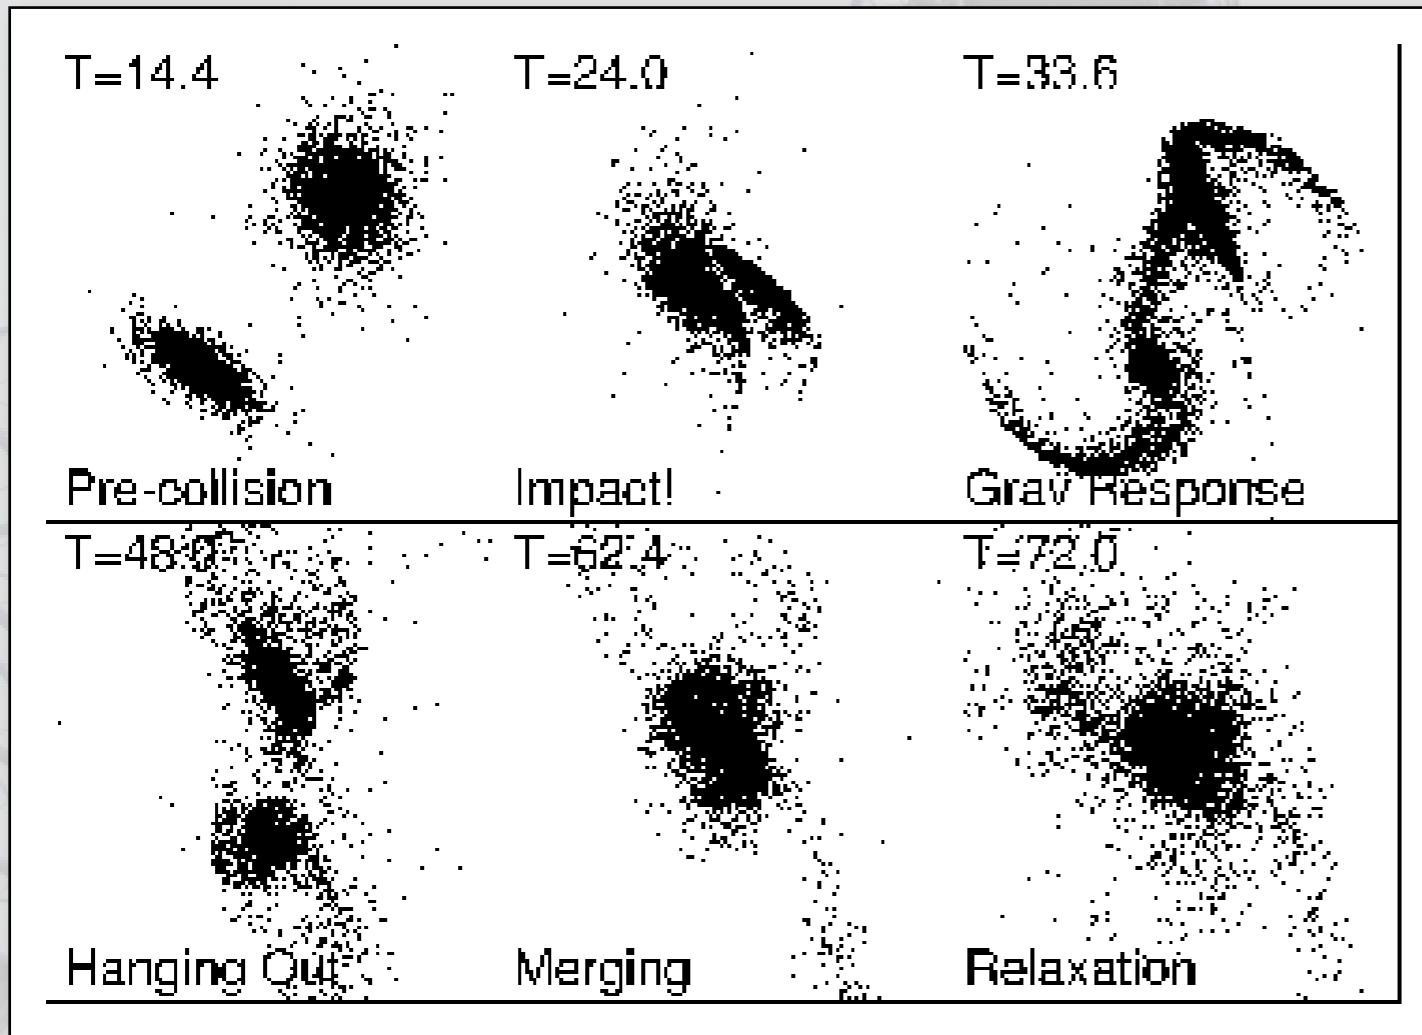 T=14.4
T=24.0
T=33.6
Pre-collision
Impact!
Grav Response
T=48.0
T=62.4
T=72.0
Hanging Out
Merging
Relaxation